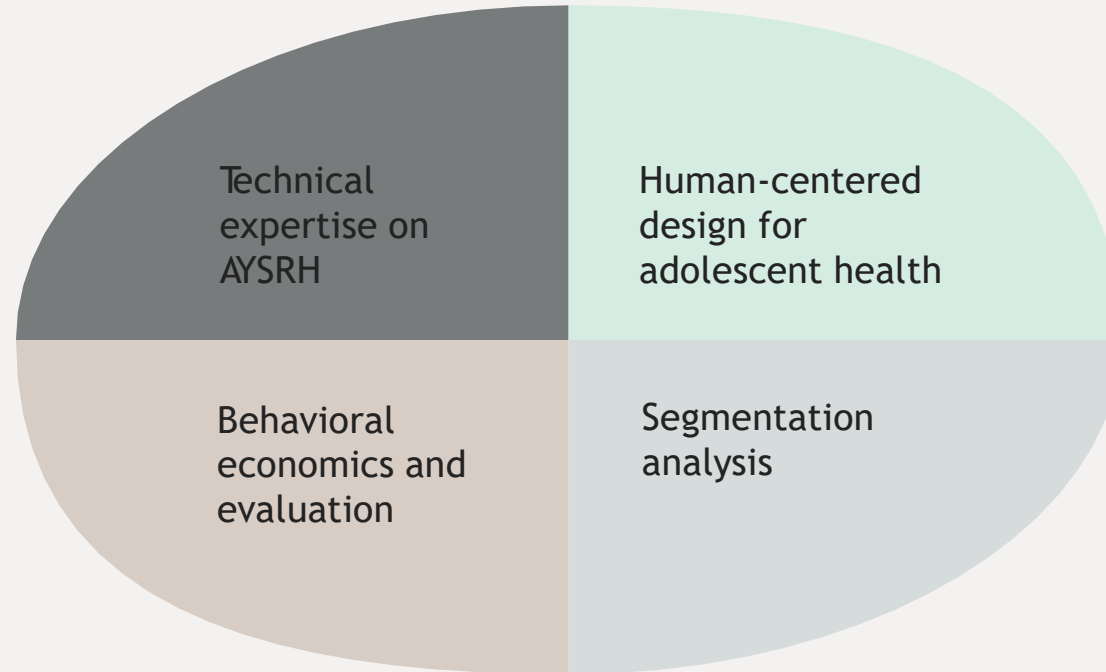 Technical
expertise on
AYSRH
Human-centered
design for
adolescent health
Behavioral
economics and
evaluation
Segmentation
analysis